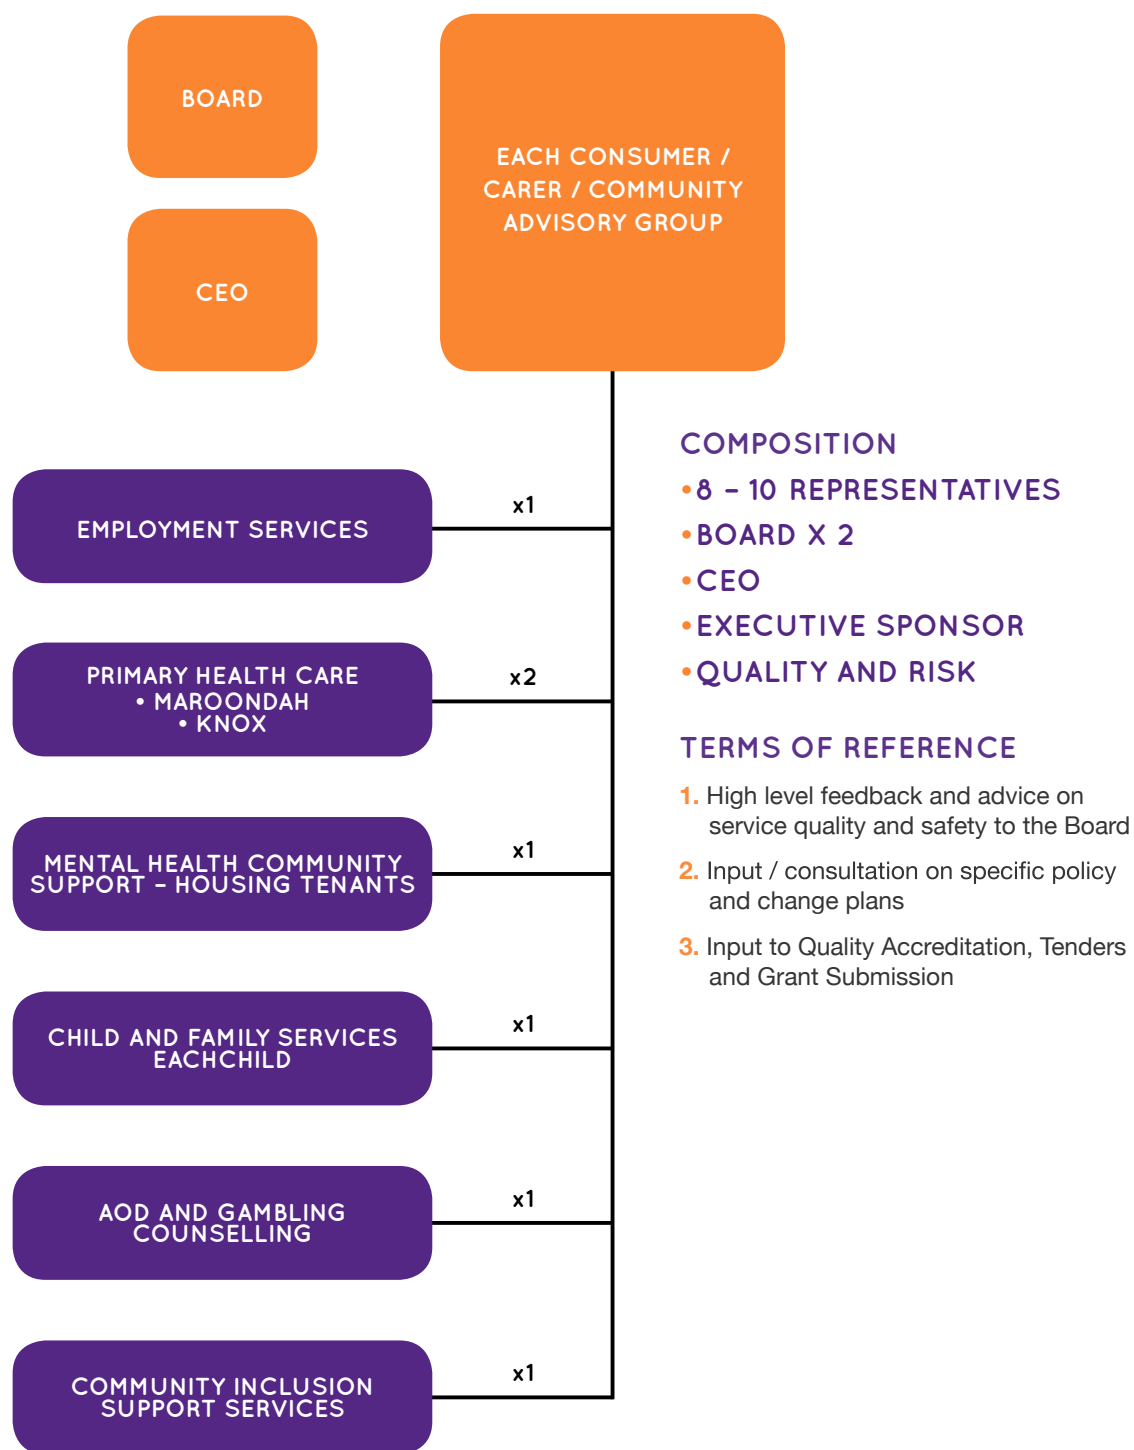 BOARD
CEO
EACH CONSUMER /
CARER / COMMUNITY
ADVISORY GROUP
EMPLOYMENT SERVICES
x1
PRIMARY HEALTH CARE
• MAROONDAH
• KNOX
x2
MENTAL HEALTH COMMUNITY
SUPPORT – HOUSING TENANTS
x1
CHILD AND FAMILY SERVICES
EACHCHILD
x1
AOD AND GAMBLING
COUNSELLING
x1
COMMUNITY INCLUSION
SUPPORT SERVICES
x1
COMPOSITION
• 8 – 10 REPRESENTATIVES
• BOARD X 2
• CEO
• EXECUTIVE SPONSOR
• QUALITY AND RISK
TERMS OF REFERENCE
1. High level feedback and advice on
service quality and safety to the Board
2. Input / consultation on specific policy
and change plans
3. Input to Quality Accreditation, Tenders
and Grant Submission